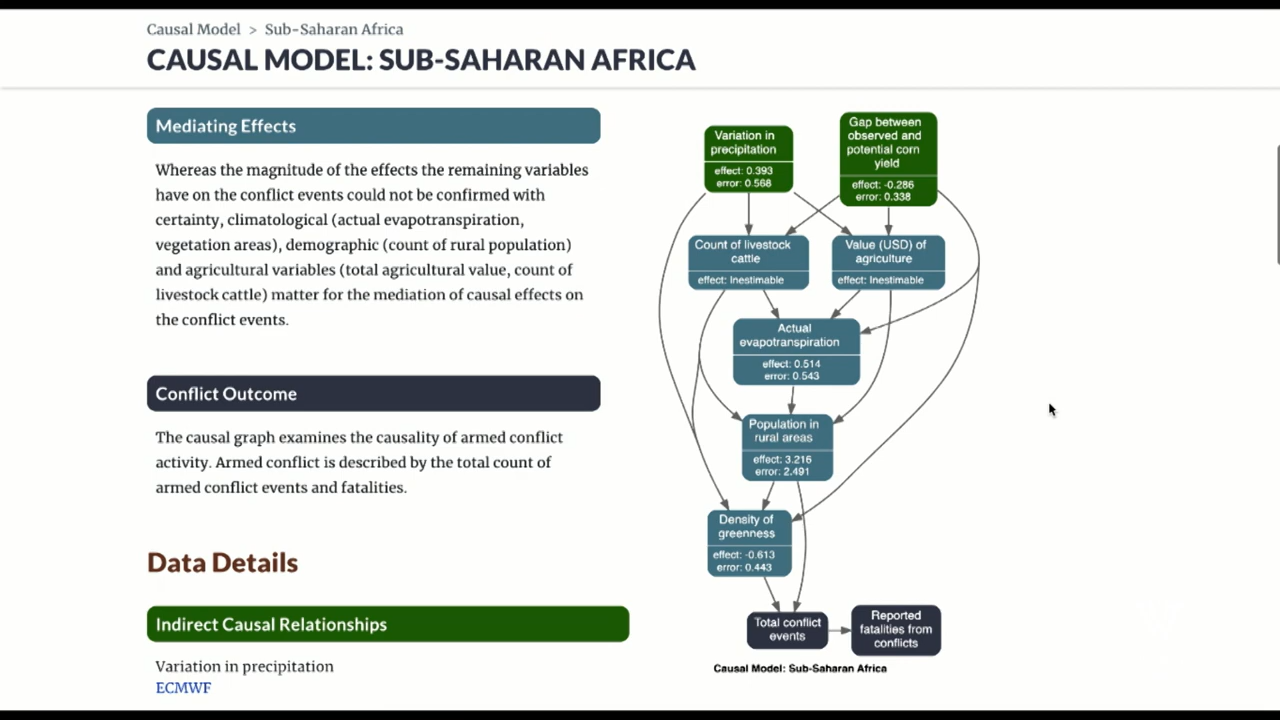 Causal Model > Sub-Saharan Africa
CAUSAL MODEL: SUB-SAHARAN AFRICA
Mediating Effects
Whereas the magnitude of the effects the remaining variables
have on the conflict events could not be confirmed with
certainty, climatological (actual evapotranspiration,
vegetation areas), demographic (count of rural population)
and agricultural variables (total agricultural value, count of
livestock cattle) matter for the mediation of causal effects on
the conflict events.
Conflict Outcome
The causal graph examines the causality of armed conflict
activity. Armed conflict is described by the total count of
armed conflict events and fatalities.
Data Details
Indirect Causal Relationships
Variation in precipitation
ECMWF
Variation in
precipitation
effect: 0.393
error: 0.568
Gap between
observed and
potential corn
yield
effect: -0.286
error: 0.338
Count of livestock
cattle
effect: Inestimable
Value (USD) of
agriculture
effect: Inestimable
Actual
evapotranspiration
effect: 0.514
error: 0.543
Population in
rural areas
effect: 3.216
error: 2.491
Density of
greenness
effect: -0.613
error: 0.443
Total conflict
events
Reported
fatalities from
conflicts
Causal Model: Sub-Saharan Africa